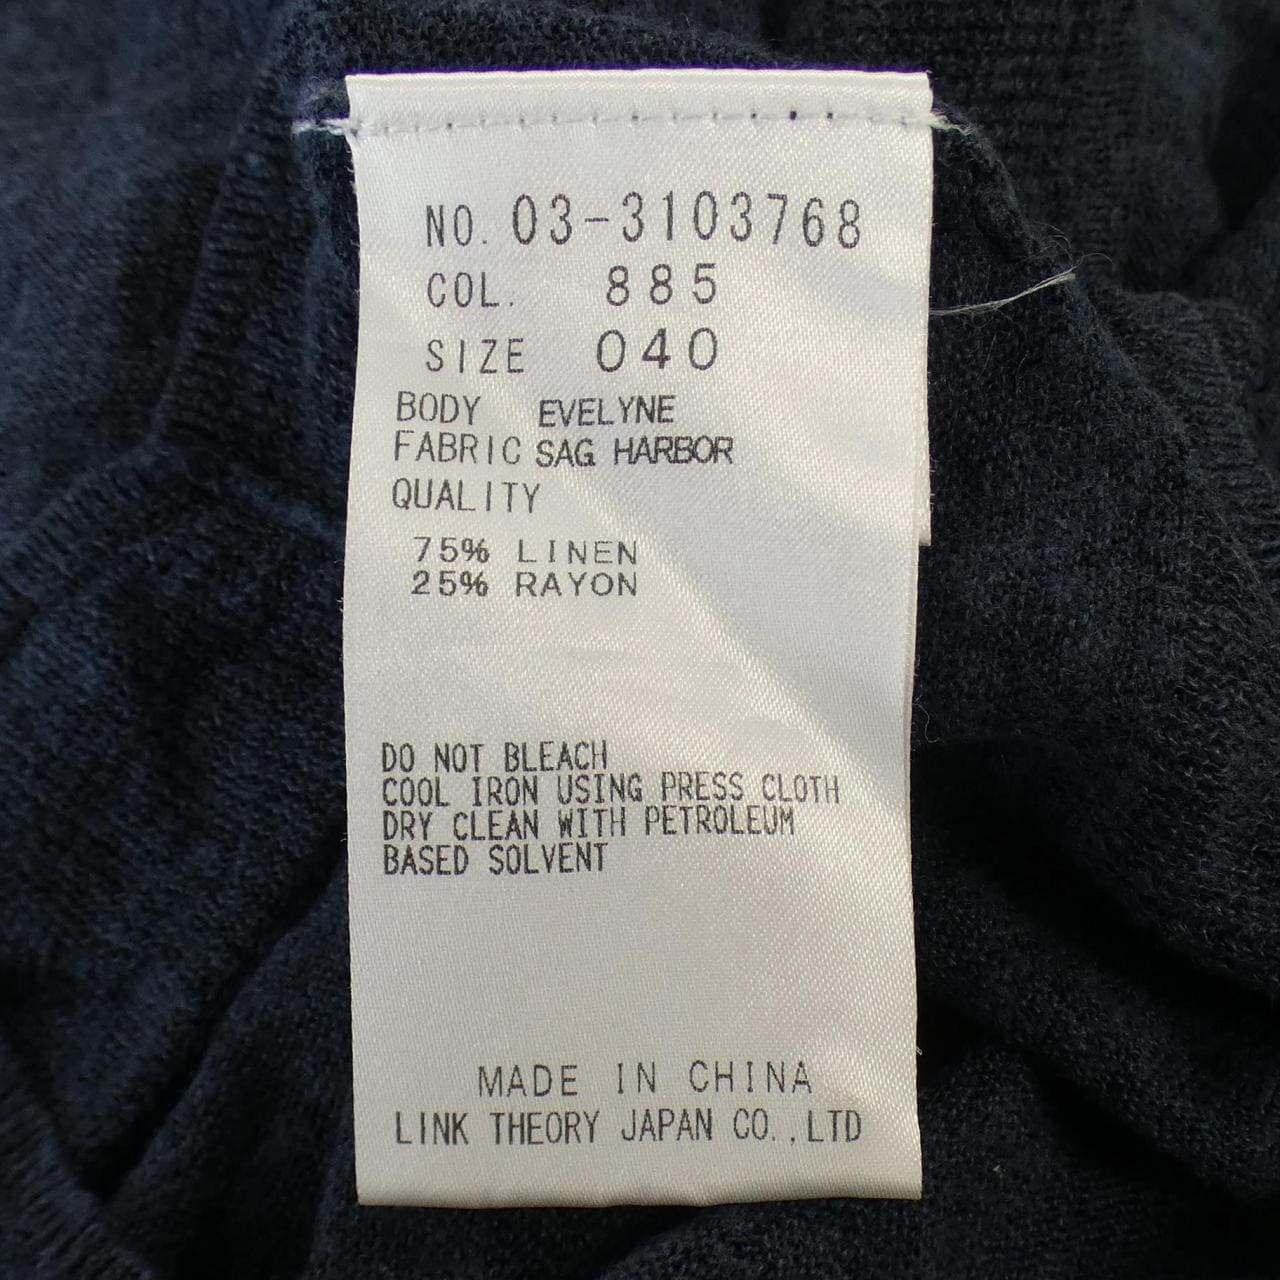 NO. 03-3103768
COL. 885
SIZE 040
BODY EVELYNE
FABRIC SAG HARBOR
QUALITY
75% LINEN
25% RAYON
DO NOT BLEACH
COOL IRON USING PRESS CLOTH
DRY CLEAN WITH PETROLEUM
BASED SOLVENT
MADE IN CHINA
LINK THEORY JAPAN CO.,LTD